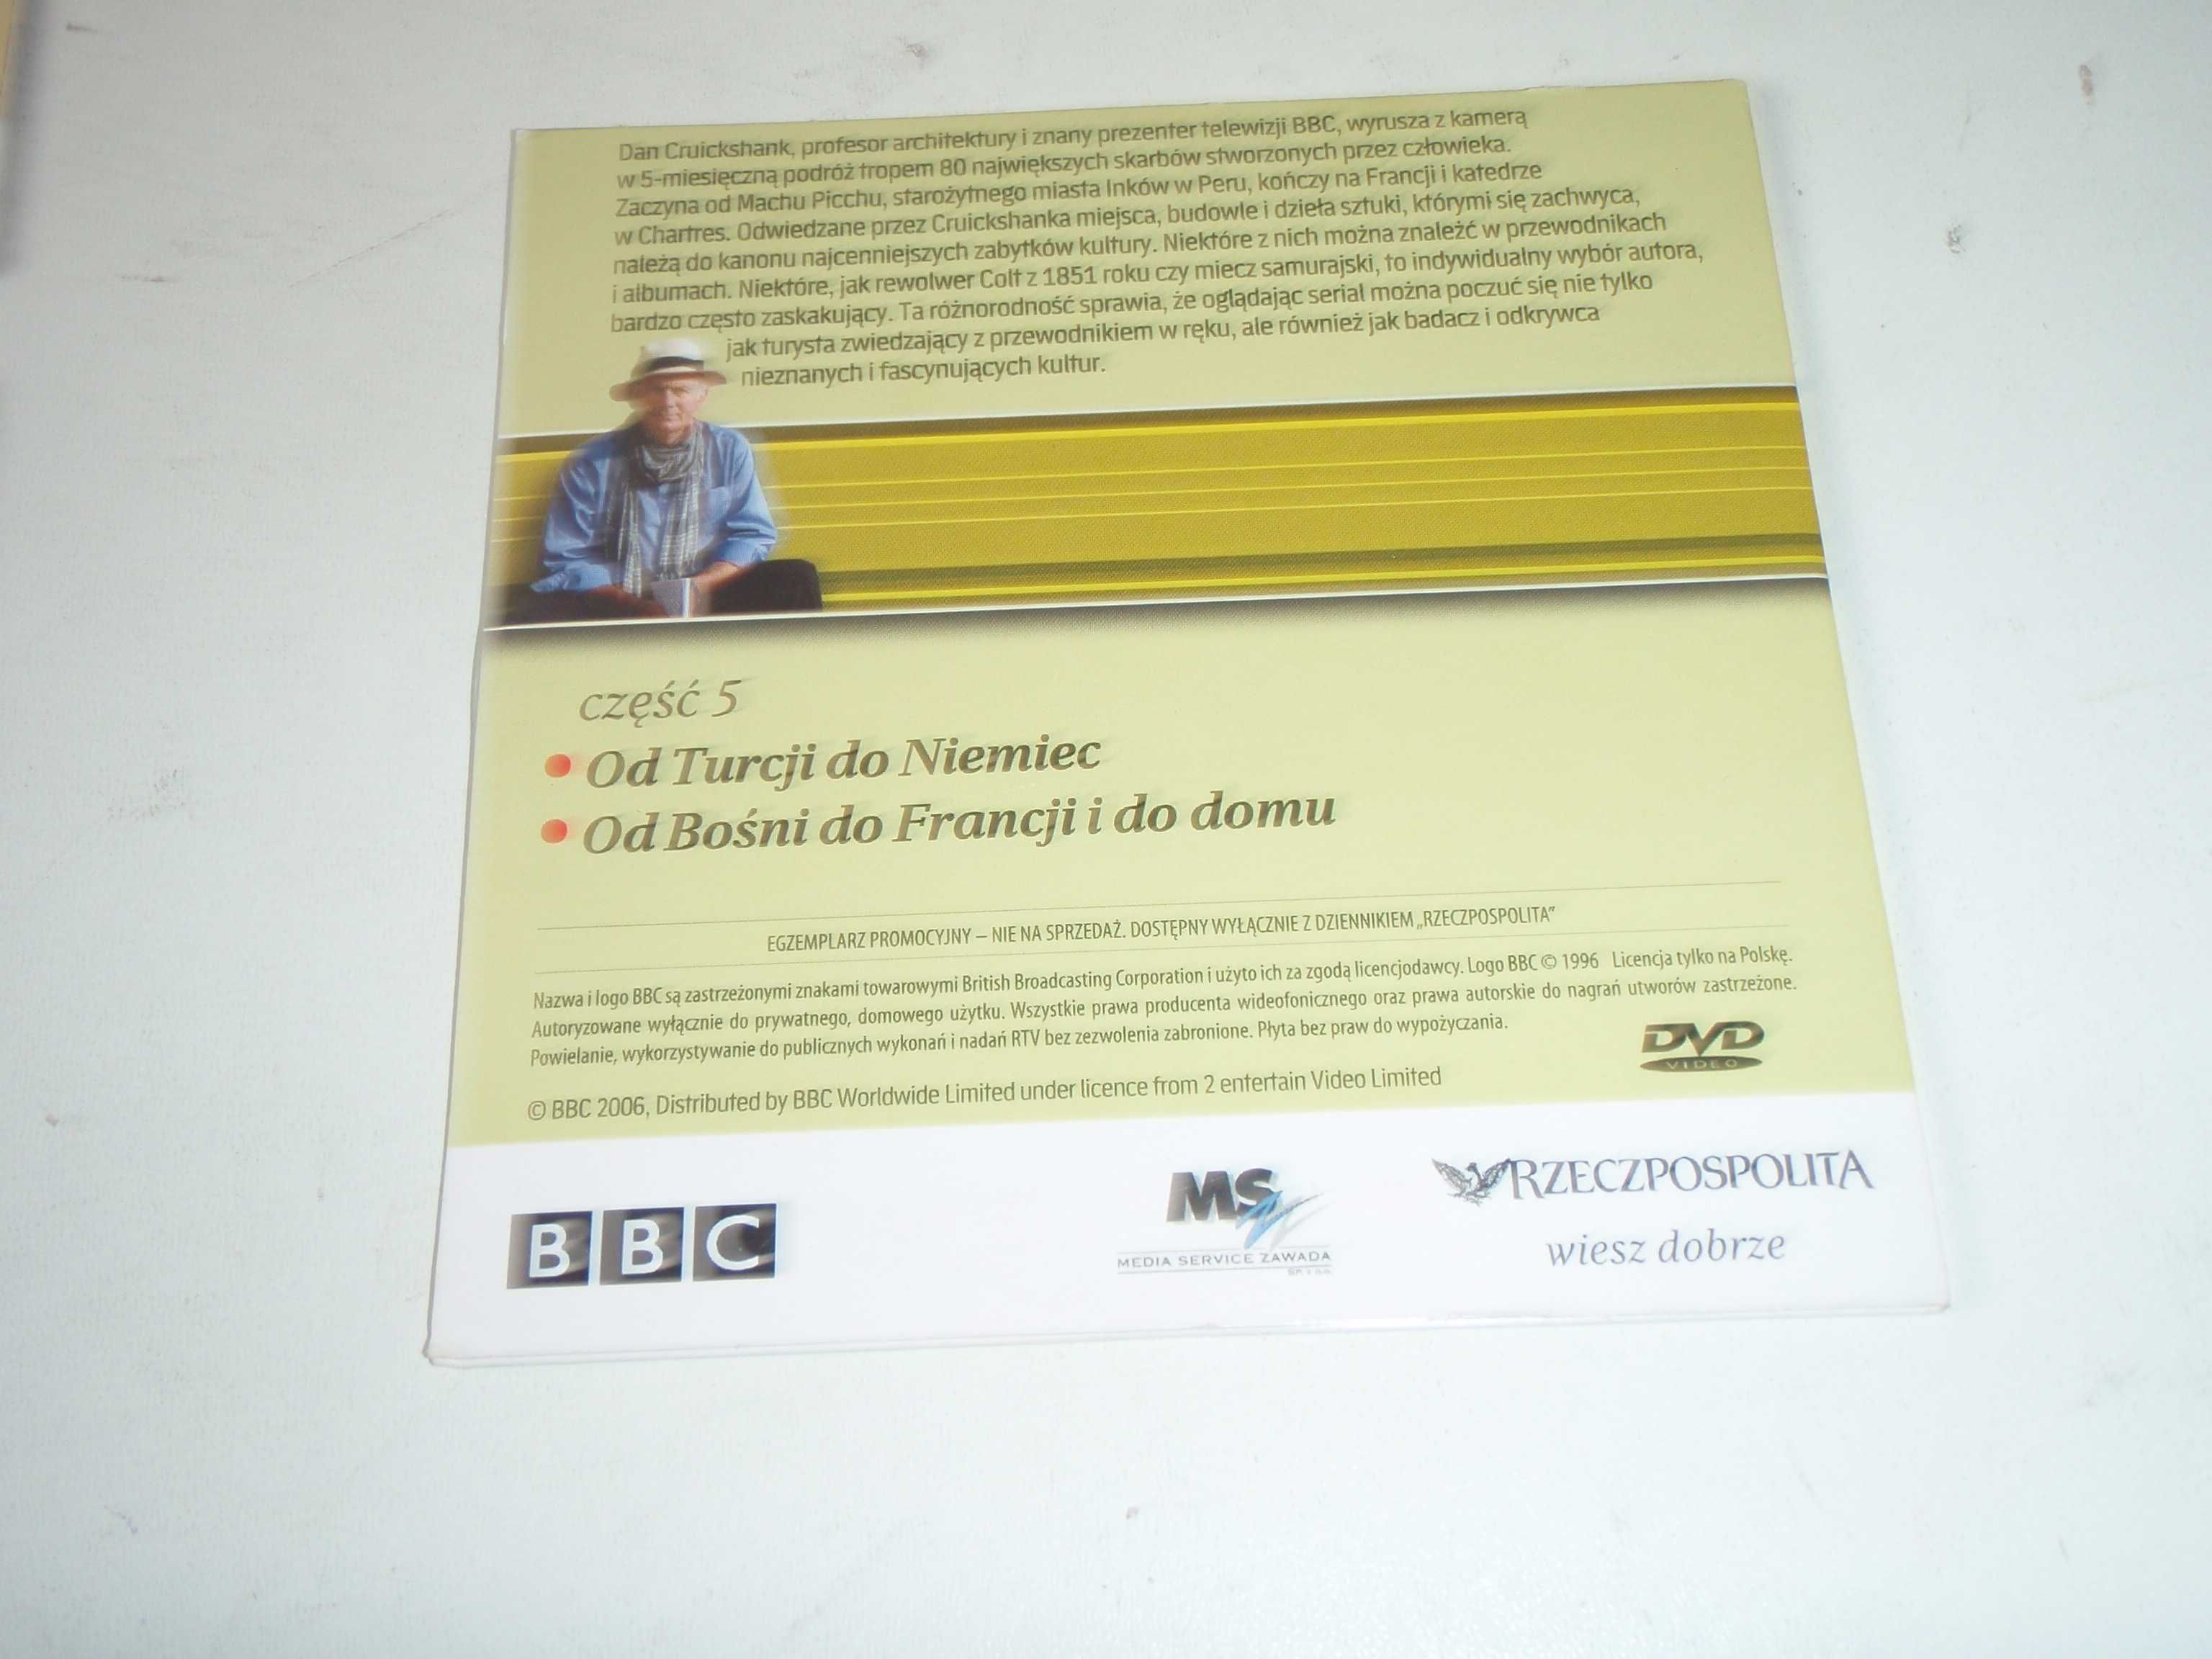 Dan Cruickshank, profesor architektury i znany prezenter telewizji BBC, wyrusza z kamerą
w 5-miesięczną podróż tropem 80 największych skarbów stworzonych przez człowieka.
Zaczyna od Machu Picchu, starożytnego miasta Inków w Peru, kończy na Francji i katedrze
w Chartres. Odwiedzane przez Cruickshanka miejsca, budowle i dzieła sztuki, którymi się zachwyca,
należą do kanonu najcenniejszych zabytków kultury. Niektóre z nich można znaleźć w przewodnikach
i albumach. Niektóre, jak rewolwer Colt z 1851 roku czy miecz samurajski, to indywidualny wybór autora,
bardzo często zaskakujący. Ta różnorodność sprawia, że oglądając serial można poczuć się nie tylko
jak turysta zwiedzający z przewodnikiem w ręku, ale również jak badacz i odkrywca
nieznanych i fascynujących kultur.
część 5
• Od Turcji do Niemiec
• Od Bośni do Francji i do domu
EGZEMPLARZ PROMOCYJNY – NIE NA SPRZEDAŻ. DOSTĘPNY WYŁĄCZNIE Z DZIENNIKIEM „RZECZPOSPOLITA”
Nazwa i logo BBC są zastrzeżonymi znakami towarowymi British Broadcasting Corporation i użyto ich za zgodą licencjodawcy. Logo BBC © 1996 Licencja tylko na Polskę.
Autoryzowane wyłącznie do prywatnego, domowego użytku. Wszystkie prawa producenta wideofonicznego oraz prawa autorskie do nagrań utworów zastrzeżone.
Powielanie, wykorzystywanie do publicznych wykonań i nadań RTV bez zezwolenia zabronione. Płyta bez praw do wypożyczania.
DVD
VIDEO
© BBC 2006, Distributed by BBC Worldwide Limited under licence from 2 entertain Video Limited
BBC
MS
MEDIA SERVICE ZAWADA
SP. z o.o.
RZECZPOSPOLITA
wiesz dobrze